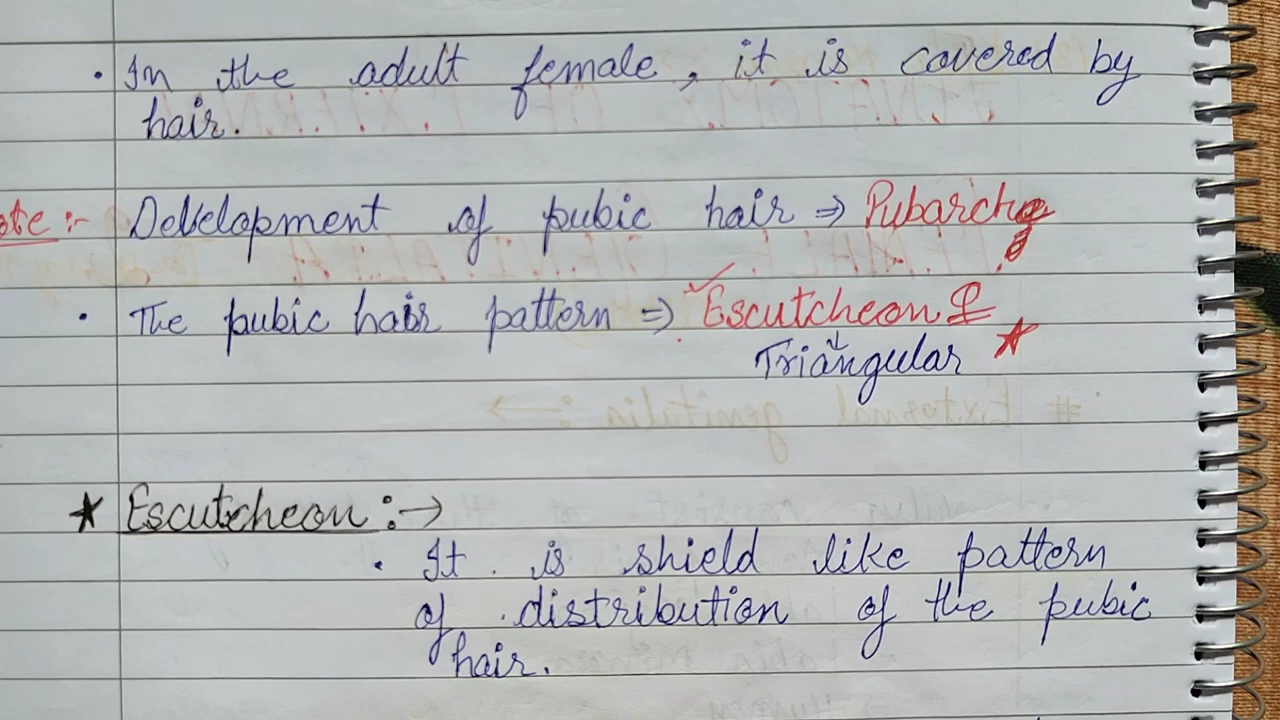 • In the adult female, it is covered by
hair.
ote :- Development of pubic hair ⇒ Pubarche
• The pubic hair pattern ⇒ Escutcheon ♀
Triangular ★
★ Escutcheon :→
• It is shield like pattern
of distribution of the pubic
hair.